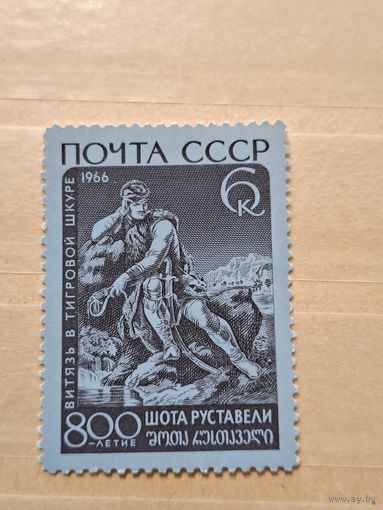 ПОЧТА СССР
1966
6К
ВИТЯЗЬ В ТИГРОВОЙ ШКУРЕ
800-ЛЕТИЕ
ШОТА РУСТАВЕЛИ
შოთა რუსთაველი
www.ay.by